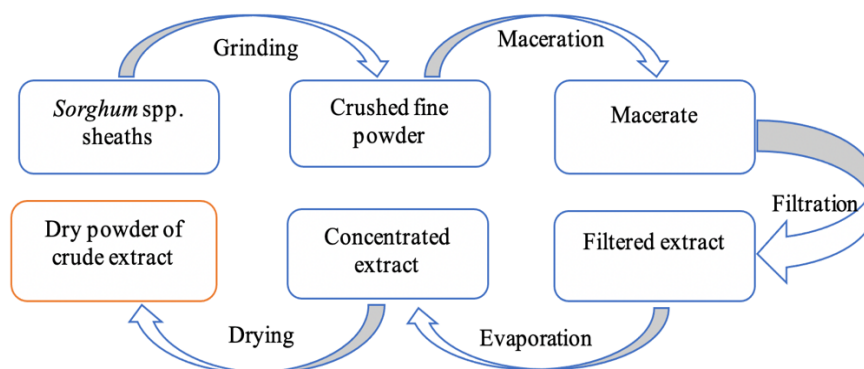 Grinding
Maceration
Sorghum spp.
sheaths
Crushed fine
powder
Macerate
Filtration
Dry powder of
crude extract
Concentrated
extract
Filtered extract
Drying
Evaporation